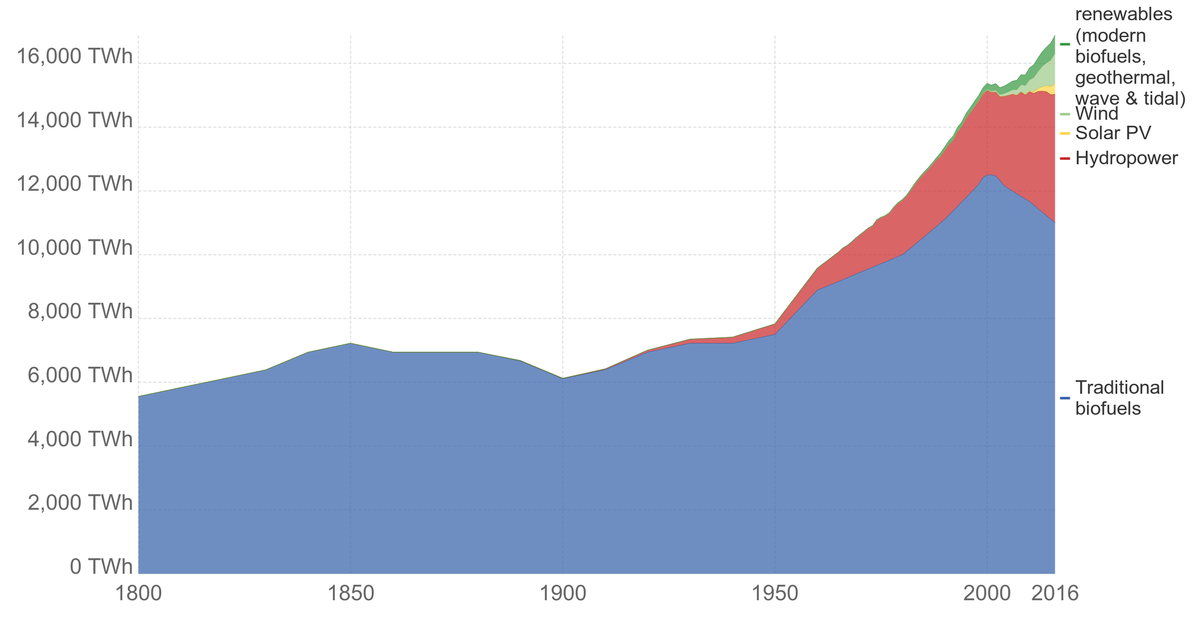 renewables
(modern
biofuels,
geothermal,
wave & tidal)
Wind
Solar PV
Hydropower
Traditional
biofuels
16,000 TWh
14,000 TWh
12,000 TWh
10,000 TWh
8,000 TWh
6,000 TWh
4,000 TWh
2,000 TWh
0 TWh
1800
1850
1900
1950
2000
2016